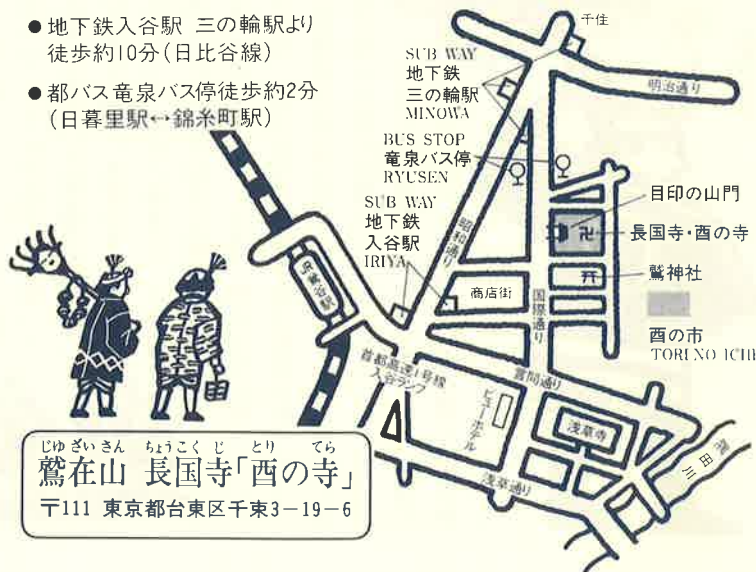 ●地下鉄入谷駅 三の輪駅より
徒歩約10分(日比谷線)
●都バス竜泉バス停徒歩約2分
(日暮里駅↔錦糸町駅)
千住
SUB WAY
地下鉄
三の輪駅
MINOWA
明治通り
BUS STOP
竜泉バス停
RYUSEN
SUB WAY
地下鉄
入谷駅
IRIYA
昭和通り
目印の山門
卍
長国寺・酉の寺
鷲神社
酉の市
TORI NO ICHI
JR鶯谷駅
商店街
国際通り
首都高速1号線
入谷ランプ
言問通り
ビューホテル
浅草寺
浅草通り
隅田川
じゆざいさん ちょうこくじ とり てら
鷲在山 長国寺「酉の寺」
〒111 東京都台東区千束3-19-6